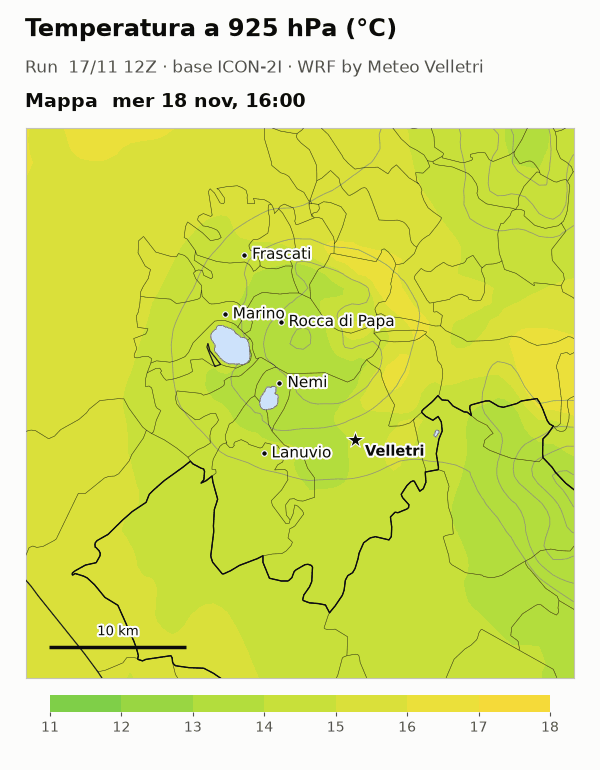 Temperatura a 925 hPa (°C)
Run  17/11 12Z · base ICON-2I · WRF by Meteo Velletri
Mappa  mer 18 nov, 16:00
Frascati
Marino
Rocca di Papa
Nemi
Velletri
Lanuvio
10 km
11 12 13 14 15 16 17 18